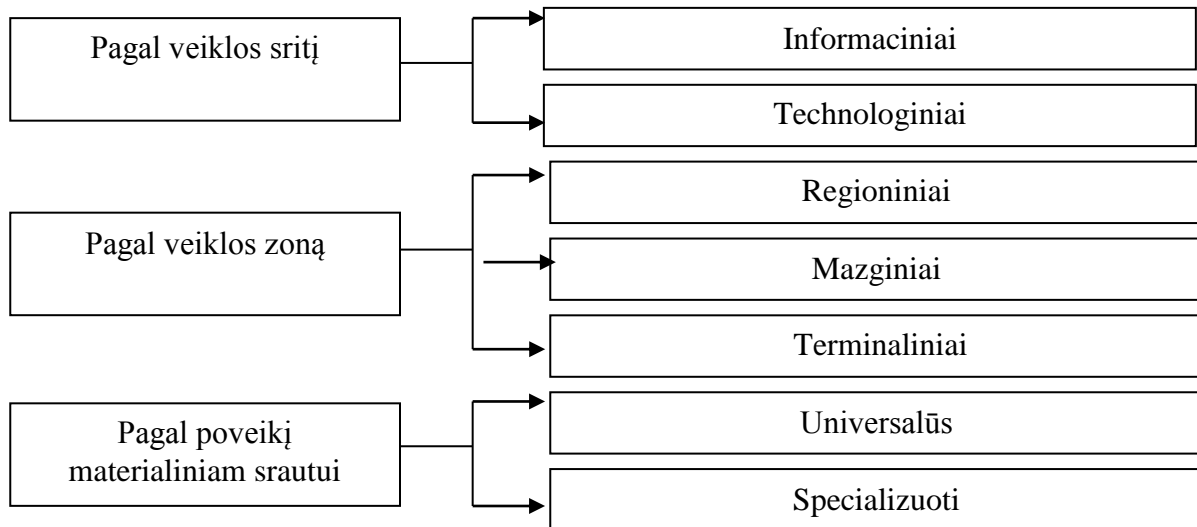 Pagal veiklos sritį
Informaciniai
Technologiniai
Pagal veiklos zoną
Regioniniai
Mazginiai
Terminaliniai
Pagal poveikį
materialiniam srautui
Universalūs
Specializuoti